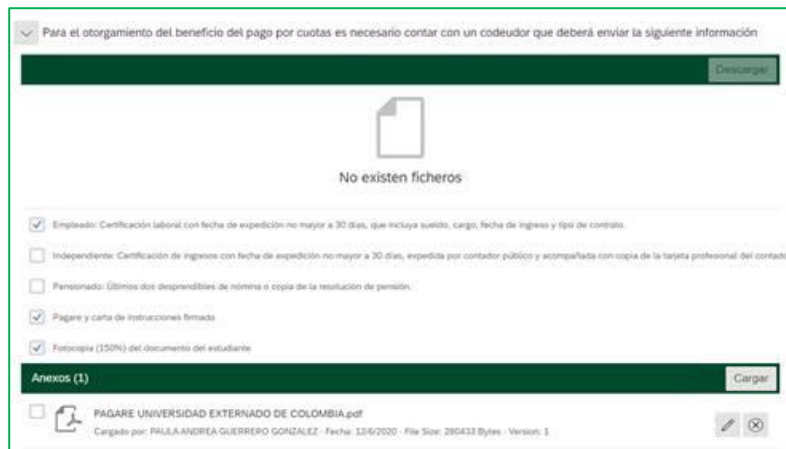 Para el otorgamiento del beneficio del pago por cuotas es necesario contar con un codeudor que deberá enviar la siguiente información
Descargar
No existen ficheros
Empleado: Certificación laboral con fecha de expedición no mayor a 30 días, que incluya sueldo, cargo, fecha de ingreso y tipo de contrato.
Independiente: Certificación de ingresos con fecha de expedición no mayor a 30 días, expedida por contador público y acompañada con copia de la tarjeta profesional del contado
Pensionado: Últimos dos desprendibles de nómina o copia de la resolución de pensión.
Pagare y carta de instrucciones firmado
Fotocopia (150%) del documento del estudiante
Anexos (1)
Cargar
PAGARE UNIVERSIDAD EXTERNADO DE COLOMBIA.pdf
Cargado por: PAULA ANDREA GUERRERO GONZALEZ · Fecha: 12/6/2020 · File Size: 280433 Bytes · Version: 1